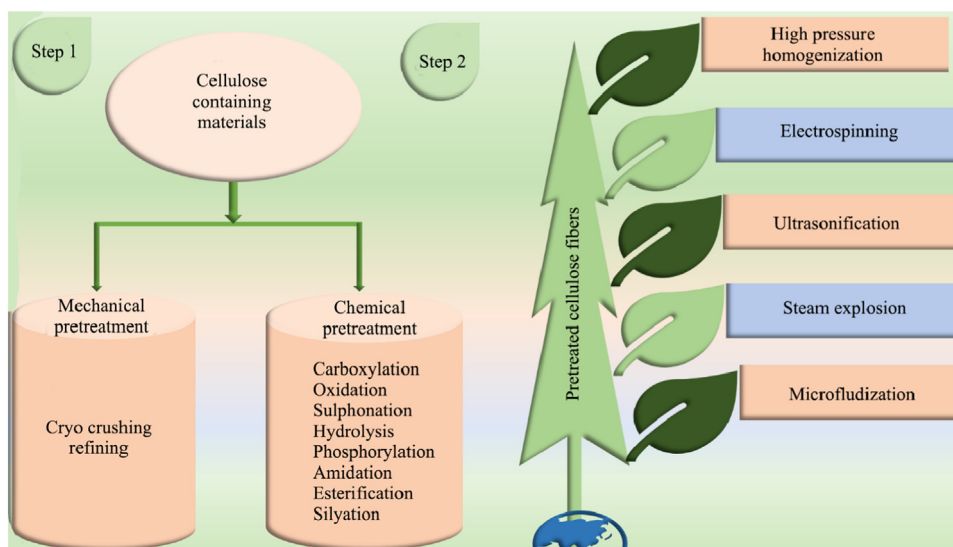 Step 1
Cellulose
containing
materials
Mechanical
pretreatment
Cryo crushing
refining
Chemical
pretreatment
Carboxylation
Oxidation
Sulphonation
Hydrolysis
Phosphorylation
Amidation
Esterification
Silyation
Step 2
Pretreated cellulose fibers
High pressure
homogenization
Electrospinning
Ultrasonification
Steam explosion
Microfludization